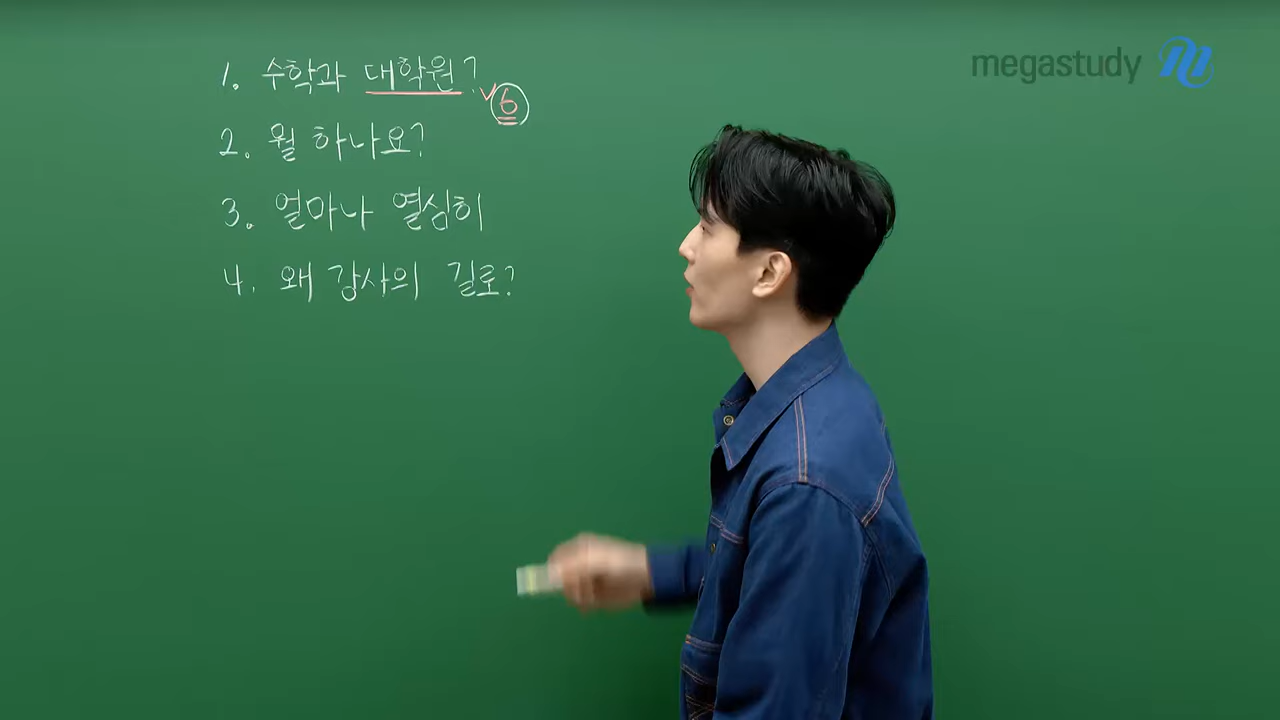 1. 수학과 대학원?
6
2. 뭘 하나요?
3. 얼마나 열심히
4. 왜 강사의 길로?
megastudy